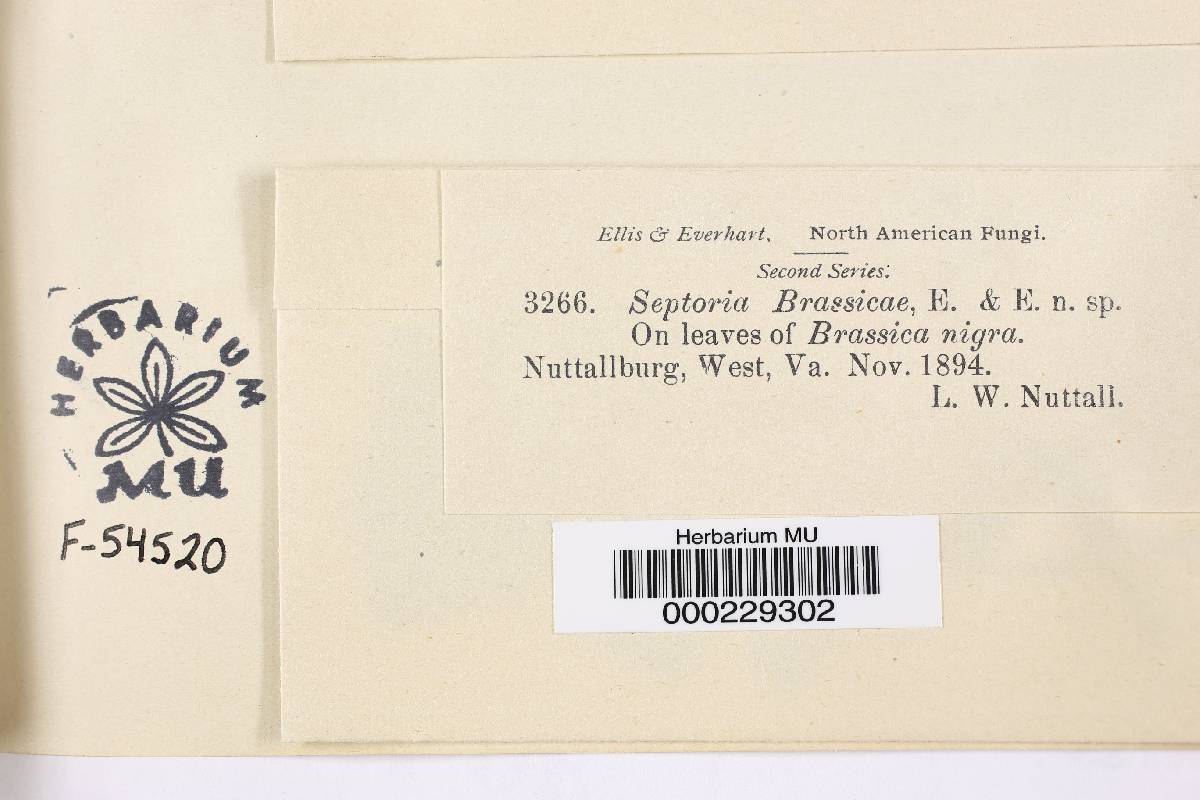 Ellis & Everhart, North American Fungi.
Second Series.
3266. Septoria Brassicae, E. & E. n. sp.
On leaves of Brassica nigra.
Nuttallburg, West, Va. Nov. 1894.
L. W. Nuttall.
HERBARIUM
MU
F-54520
Herbarium MU
000229302